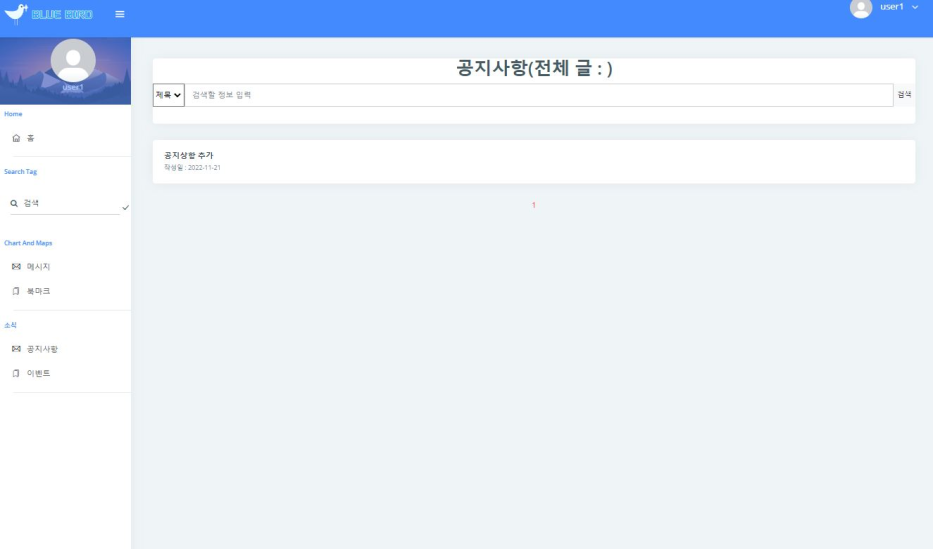 BLUE BIRD
user1
user1
Home
홈
Search Tag
검색
Chart And Maps
메시지
북마크
소식
공지사항
이벤트
공지사항(전체 글 : )
제목 검색할 정보 입력 검색
공지상항 추가
작성일 : 2022-11-21
1